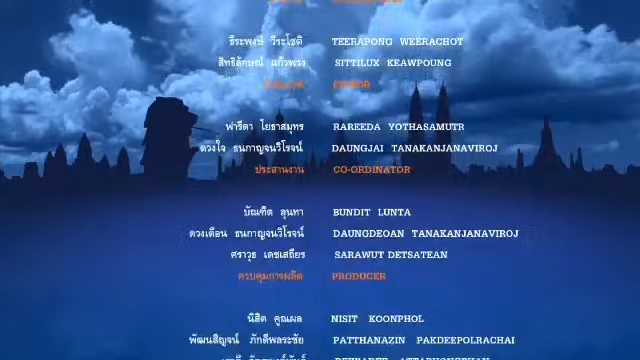 ธีระพงษ์ วีระโชติ TEERAPONG WEERACHOT
สิทธิลักษณ์ แก้วพวง SITTILUX KEAWPOUNG
ฟารีดา โยธาสมุทร RAREEDA YOTHASAMUTR
ดวงใจ ธนกาญจนวิโรจน์ DAUNGJAI TANAKANJANAVIROJ
ประสานงาน CO-ORDINATOR
บัณฑิต ลุนทา BUNDIT LUNTA
ดวงเดือน ธนกาญจนวิโรจน์ DAUNGDEOAN TANAKANJANAVIROJ
ศราวุธ เดชเสถียร SARAWUT DETSATEAN
ควบคุมการผลิต PRODUCER
นิสิต คูณผล NISIT KOONPHOL
พัฒนสิญจน์ ภักดีพลระชัย PATTHANAZIN PAKDEEPOLRACHAI